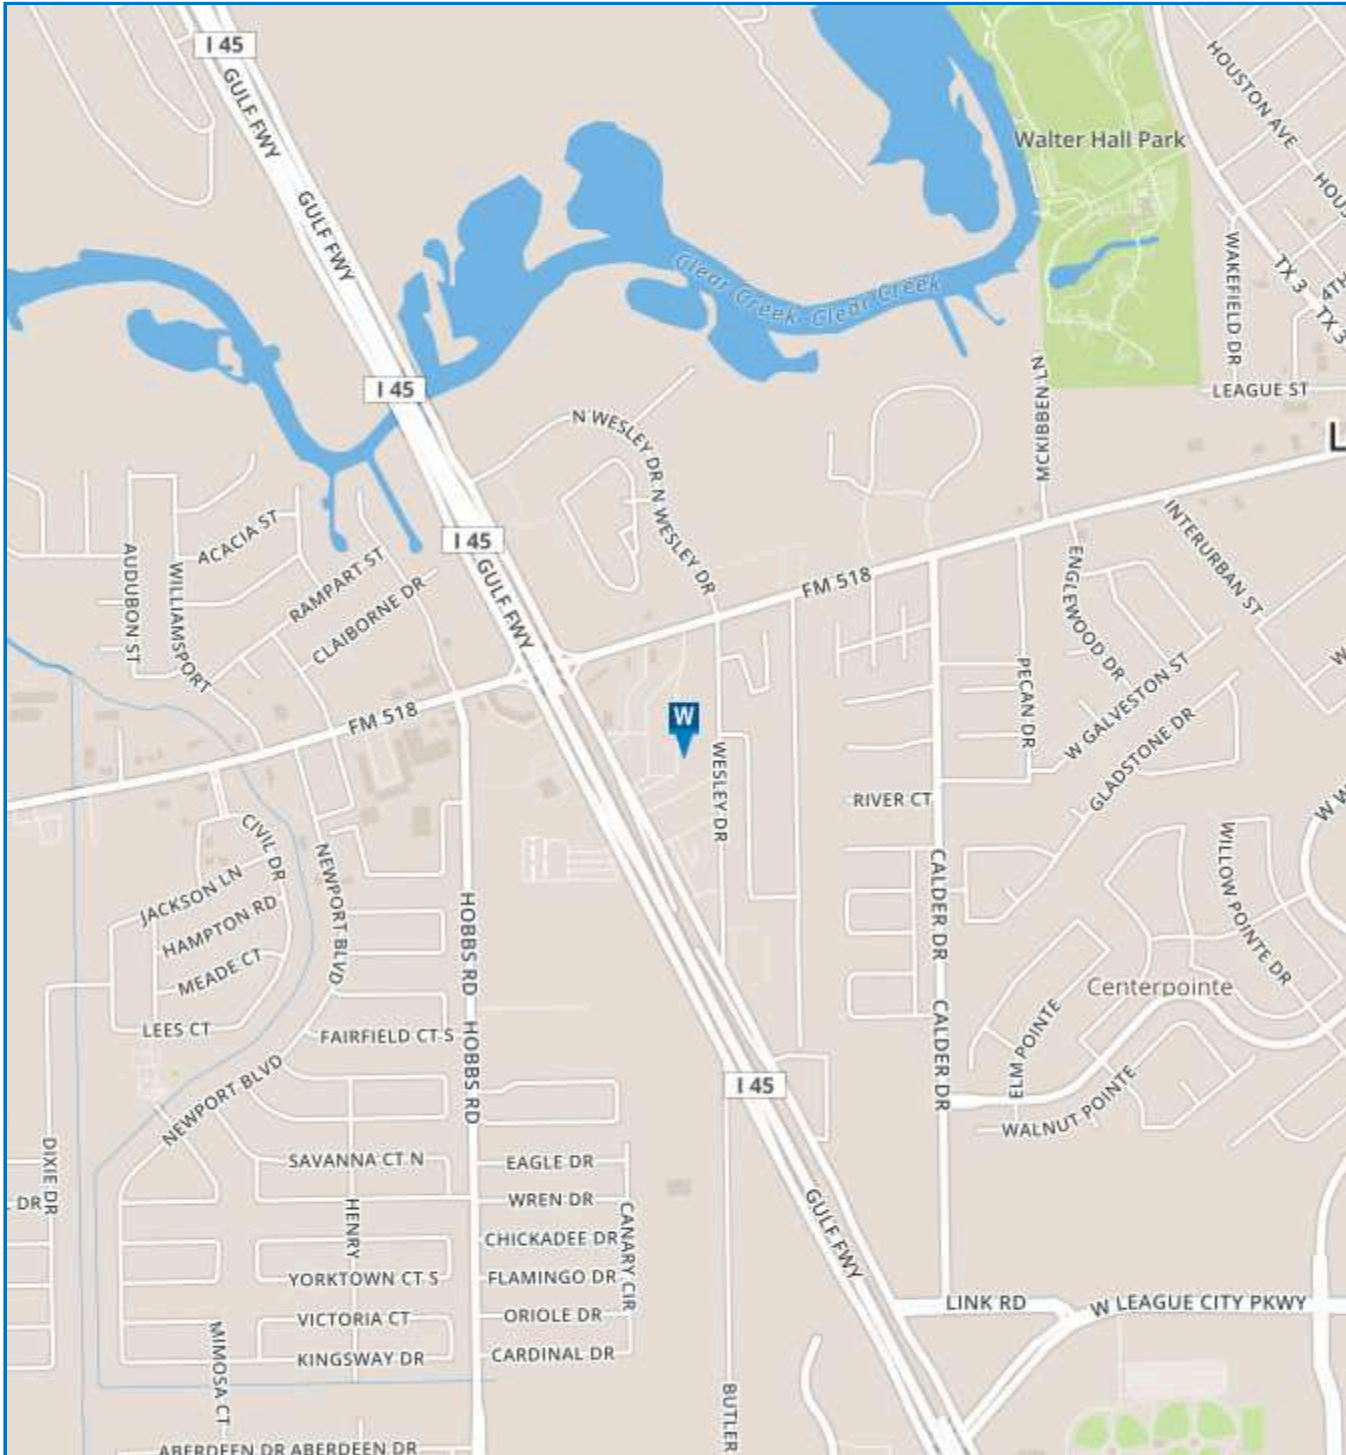 I 45
GULF FWY
HOUSTON AVE
Walter Hall Park
GULF FWY
WAKEFIELD DR
Clear Creek
Clear Creek
TX 3
4TH
TX 3
I 45
MCKIBBEN LN
LEAGUE ST
N WESLEY DR
N WESLEY DR
L
ACACIA ST
I 45
INTERURBAN ST
AUDUBON ST
WILLIAMSPORT
RAMPART ST
CLAIBORNE DR
GULF FWY
FM 518
ENGLEWOOD DR
W GALVESTON ST
PECAN DR
FM 518
W
WESLEY DR
GLADSTONE DR
RIVER CT
CIVIL DR
NEWPORT BLVD
JACKSON LN
HAMPTON RD
MEADE CT
LEES CT
HOBBS RD
CALDER DR
WILLOW POINTE DR
Centerpointe
FAIRFIELD CT S
HOBBS RD
CALDER DR
ELM POINTE
I 45
NEWPORT BLVD
WALNUT POINTE
DIXIE DR
SAVANNA CT N
EAGLE DR
DR
HENRY
WREN DR
CHICKADEE DR
CANARY CIR
GULF FWY
YORKTOWN CT S
FLAMINGO DR
LINK RD
W LEAGUE CITY PKWY
VICTORIA CT
ORIOLE DR
MIMOSA CT
KINGSWAY DR
CARDINAL DR
BUTLER
ABERDEEN DR
ABERDEEN DR